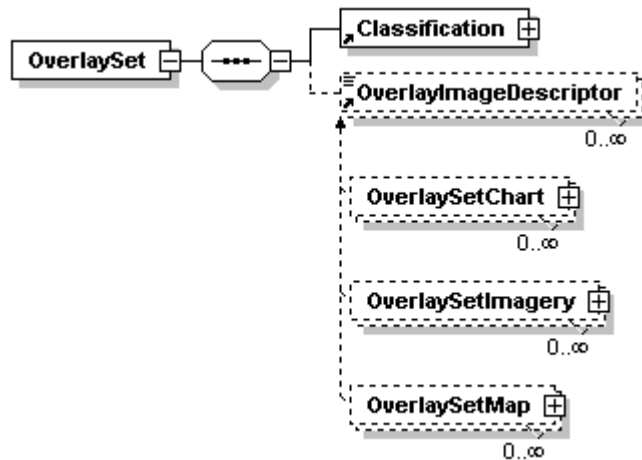 Classification
OverlaySet
OverlayImageDescriptor
0..∞
OverlaySetChart
0..∞
OverlaySetImagery
0..∞
OverlaySetMap
0..∞